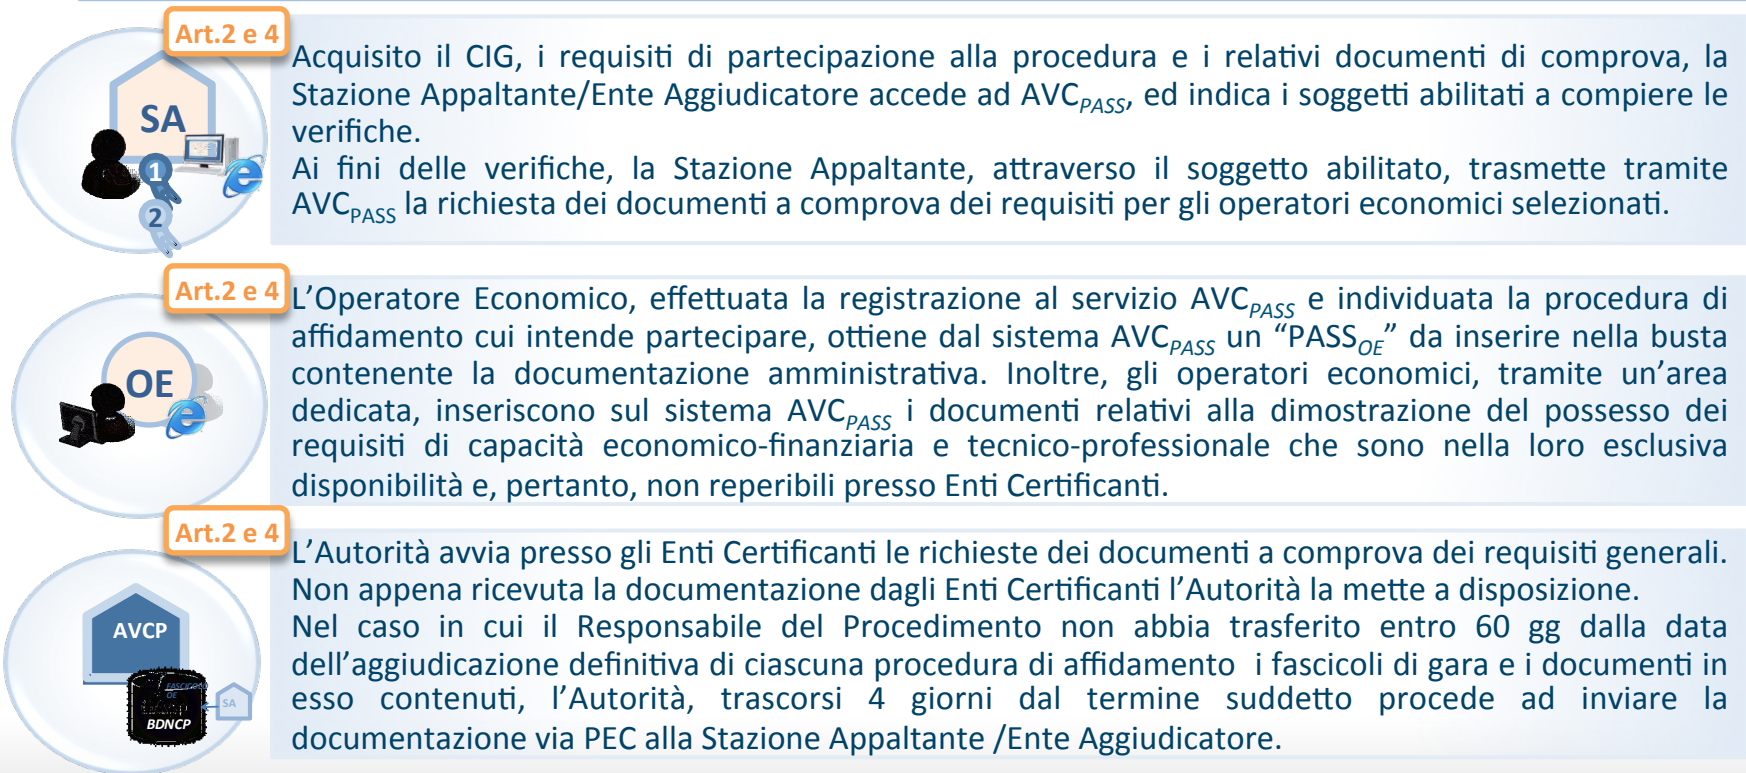 Art.2 e 4
SA
1
2
Acquisito il CIG, i requisiti di partecipazione alla procedura e i relativi documenti di comprova, la
Stazione Appaltante/Ente Aggiudicatore accede ad AVCPASS, ed indica i soggetti abilitati a compiere le
verifiche.
Ai fini delle verifiche, la Stazione Appaltante, attraverso il soggetto abilitato, trasmette tramite
AVCPASS la richiesta dei documenti a comprova dei requisiti per gli operatori economici selezionati.
Art.2 e 4
OE
L’Operatore Economico, effettuata la registrazione al servizio AVCPASS e individuata la procedura di
affidamento cui intende partecipare, ottiene dal sistema AVCPASS un “PASSOE” da inserire nella busta
contenente la documentazione amministrativa. Inoltre, gli operatori economici, tramite un’area
dedicata, inseriscono sul sistema AVCPASS i documenti relativi alla dimostrazione del possesso dei
requisiti di capacità economico-finanziaria e tecnico-professionale che sono nella loro esclusiva
disponibilità e, pertanto, non reperibili presso Enti Certificanti.
Art.2 e 4
AVCP
FASCICOLO
OE
SA
BDNCP
L’Autorità avvia presso gli Enti Certificanti le richieste dei documenti a comprova dei requisiti generali.
Non appena ricevuta la documentazione dagli Enti Certificanti l’Autorità la mette a disposizione.
Nel caso in cui il Responsabile del Procedimento non abbia trasferito entro 60 gg dalla data
dell’aggiudicazione definitiva di ciascuna procedura di affidamento i fascicoli di gara e i documenti in
esso contenuti, l’Autorità, trascorsi 4 giorni dal termine suddetto procede ad inviare la
documentazione via PEC alla Stazione Appaltante /Ente Aggiudicatore.